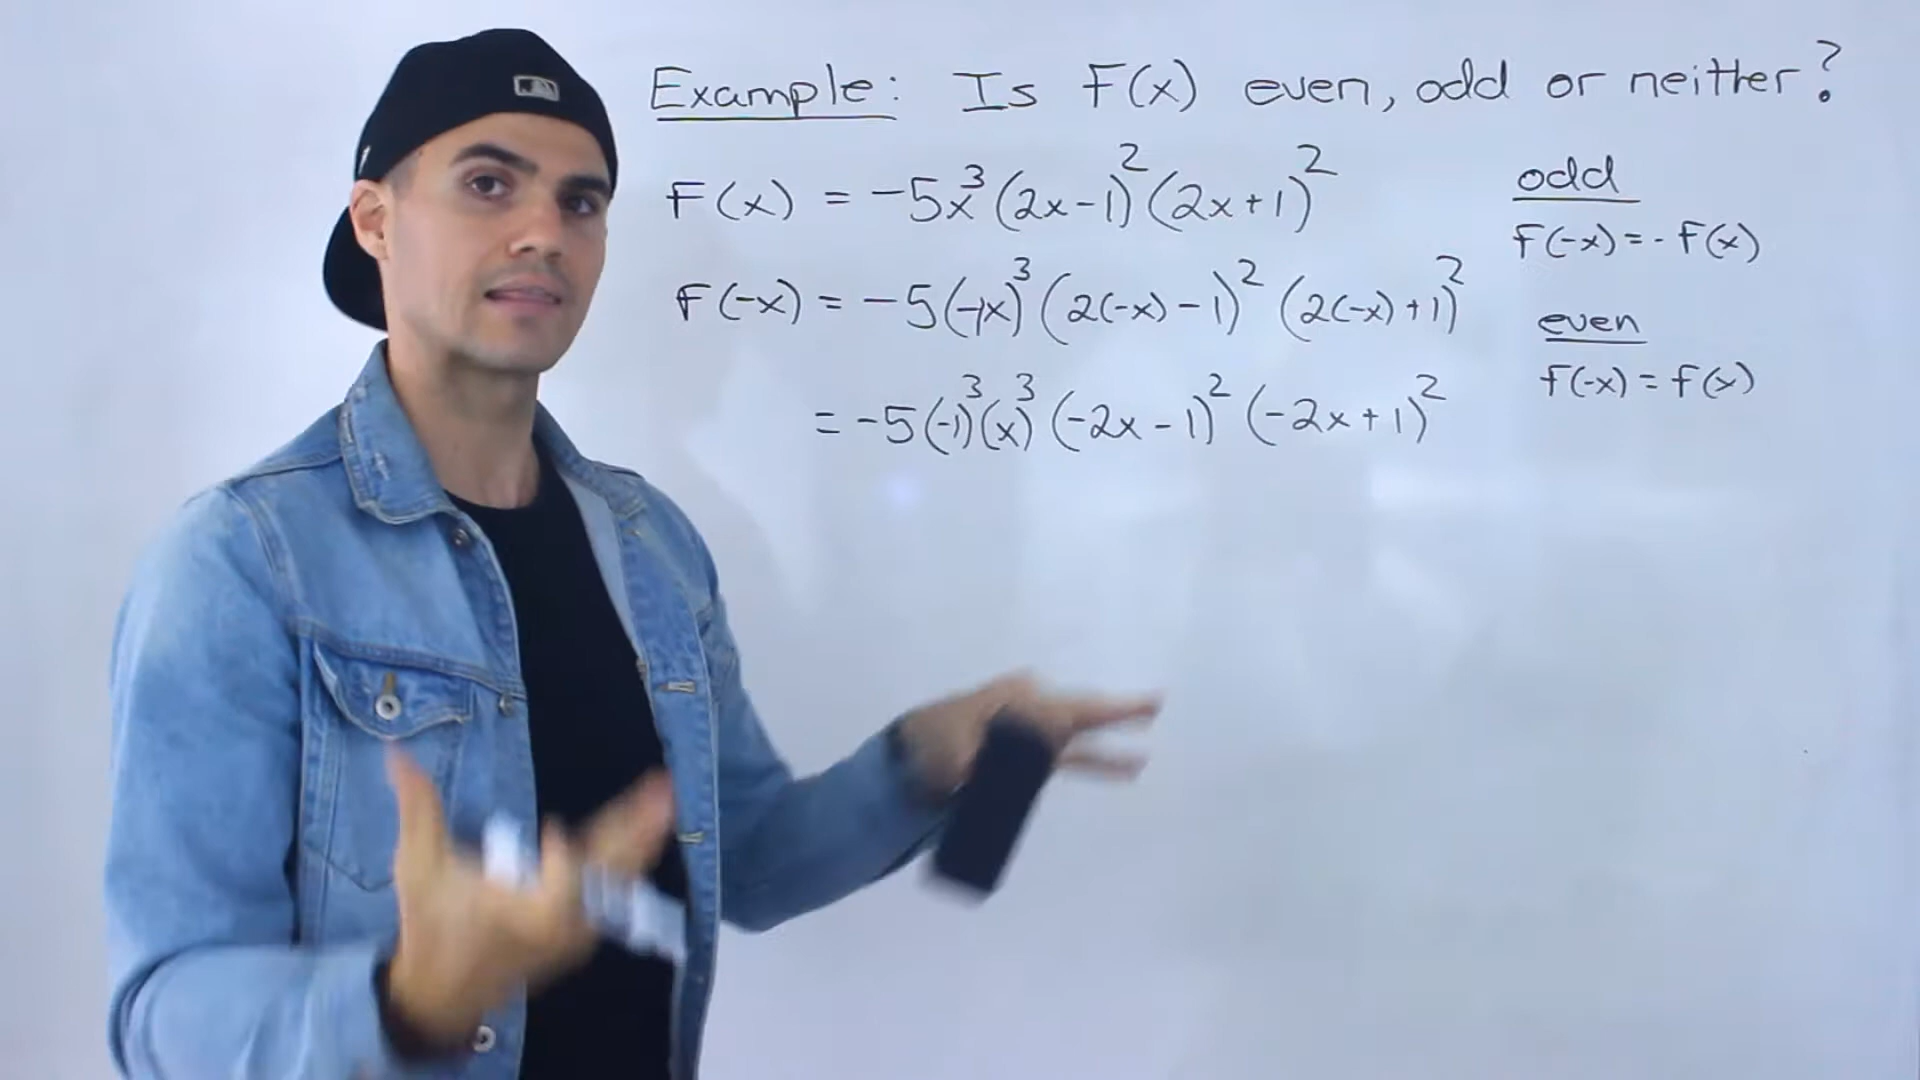 Example: Is F(x) even, odd or neither?
F(x) = -5x³(2x-1)²(2x+1)²
F(-x) = -5(-1x)³(2(-x)-1)²(2(-x)+1)²
= -5(-1)³(x)³(-2x-1)²(-2x+1)²
odd
F(-x) = - F(x)
even
F(-x) = F(x)